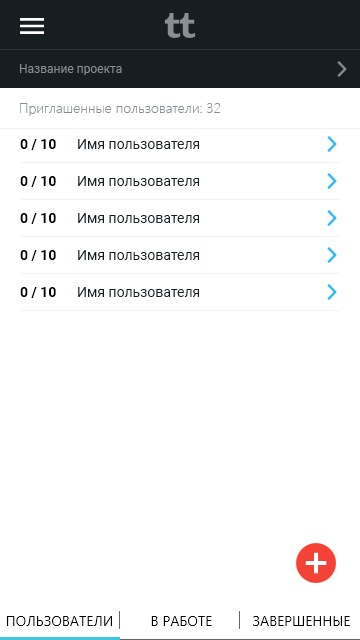 tt
Название проекта
Приглашенные пользователи: 32
0 / 10 Имя пользователя
0 / 10 Имя пользователя
0 / 10 Имя пользователя
0 / 10 Имя пользователя
0 / 10 Имя пользователя
ПОЛЬЗОВАТЕЛИ В РАБОТЕ ЗАВЕРШЕННЫЕ